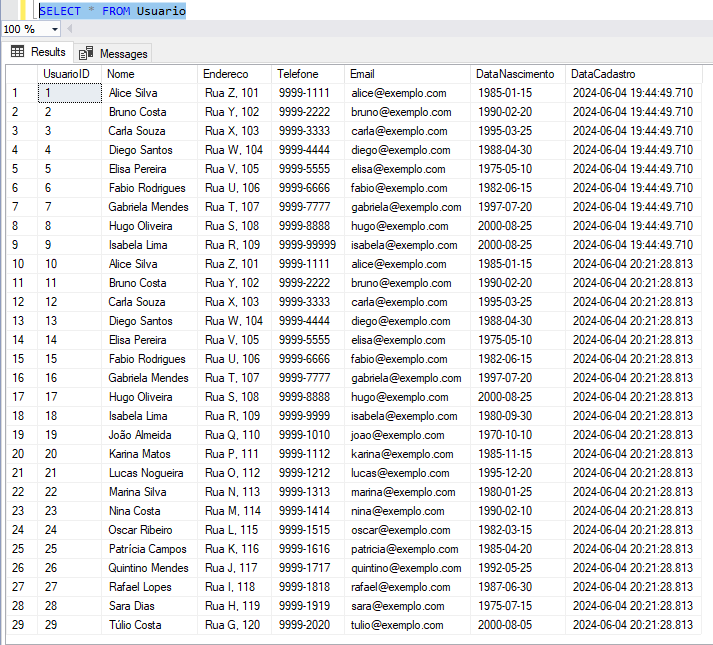 SELECT * FROM Usuario
100 %
Results Messages
UsuarioID Nome Endereco Telefone Email DataNascimento DataCadastro
1 1 Alice Silva Rua Z, 101 9999-1111 alice@exemplo.com 1985-01-15 2024-06-04 19:44:49.710
2 2 Bruno Costa Rua Y, 102 9999-2222 bruno@exemplo.com 1990-02-20 2024-06-04 19:44:49.710
3 3 Carla Souza Rua X, 103 9999-3333 carla@exemplo.com 1995-03-25 2024-06-04 19:44:49.710
4 4 Diego Santos Rua W, 104 9999-4444 diego@exemplo.com 1988-04-30 2024-06-04 19:44:49.710
5 5 Elisa Pereira Rua V, 105 9999-5555 elisa@exemplo.com 1975-05-10 2024-06-04 19:44:49.710
6 6 Fabio Rodrigues Rua U, 106 9999-6666 fabio@exemplo.com 1982-06-15 2024-06-04 19:44:49.710
7 7 Gabriela Mendes Rua T, 107 9999-7777 gabriela@exemplo.com 1997-07-20 2024-06-04 19:44:49.710
8 8 Hugo Oliveira Rua S, 108 9999-8888 hugo@exemplo.com 2000-08-25 2024-06-04 19:44:49.710
9 9 Isabela Lima Rua R, 109 9999-99999 isabela@exemplo.com 2000-08-25 2024-06-04 19:44:49.710
10 10 Alice Silva Rua Z, 101 9999-1111 alice@exemplo.com 1985-01-15 2024-06-04 20:21:28.813
11 11 Bruno Costa Rua Y, 102 9999-2222 bruno@exemplo.com 1990-02-20 2024-06-04 20:21:28.813
12 12 Carla Souza Rua X, 103 9999-3333 carla@exemplo.com 1995-03-25 2024-06-04 20:21:28.813
13 13 Diego Santos Rua W, 104 9999-4444 diego@exemplo.com 1988-04-30 2024-06-04 20:21:28.813
14 14 Elisa Pereira Rua V, 105 9999-5555 elisa@exemplo.com 1975-05-10 2024-06-04 20:21:28.813
15 15 Fabio Rodrigues Rua U, 106 9999-6666 fabio@exemplo.com 1982-06-15 2024-06-04 20:21:28.813
16 16 Gabriela Mendes Rua T, 107 9999-7777 gabriela@exemplo.com 1997-07-20 2024-06-04 20:21:28.813
17 17 Hugo Oliveira Rua S, 108 9999-8888 hugo@exemplo.com 2000-08-25 2024-06-04 20:21:28.813
18 18 Isabela Lima Rua R, 109 9999-9999 isabela@exemplo.com 1980-09-30 2024-06-04 20:21:28.813
19 19 João Almeida Rua Q, 110 9999-1010 joao@exemplo.com 1970-10-10 2024-06-04 20:21:28.813
20 20 Karina Matos Rua P, 111 9999-1112 karina@exemplo.com 1985-11-15 2024-06-04 20:21:28.813
21 21 Lucas Nogueira Rua O, 112 9999-1212 lucas@exemplo.com 1995-12-20 2024-06-04 20:21:28.813
22 22 Marina Silva Rua N, 113 9999-1313 marina@exemplo.com 1980-01-25 2024-06-04 20:21:28.813
23 23 Nina Costa Rua M, 114 9999-1414 nina@exemplo.com 1990-02-10 2024-06-04 20:21:28.813
24 24 Oscar Ribeiro Rua L, 115 9999-1515 oscar@exemplo.com 1982-03-15 2024-06-04 20:21:28.813
25 25 Patrícia Campos Rua K, 116 9999-1616 patricia@exemplo.com 1985-04-20 2024-06-04 20:21:28.813
26 26 Quintino Mendes Rua J, 117 9999-1717 quintino@exemplo.com 1992-05-25 2024-06-04 20:21:28.813
27 27 Rafael Lopes Rua I, 118 9999-1818 rafael@exemplo.com 1987-06-30 2024-06-04 20:21:28.813
28 28 Sara Dias Rua H, 119 9999-1919 sara@exemplo.com 1975-07-15 2024-06-04 20:21:28.813
29 29 Túlio Costa Rua G, 120 9999-2020 tulio@exemplo.com 2000-08-05 2024-06-04 20:21:28.813